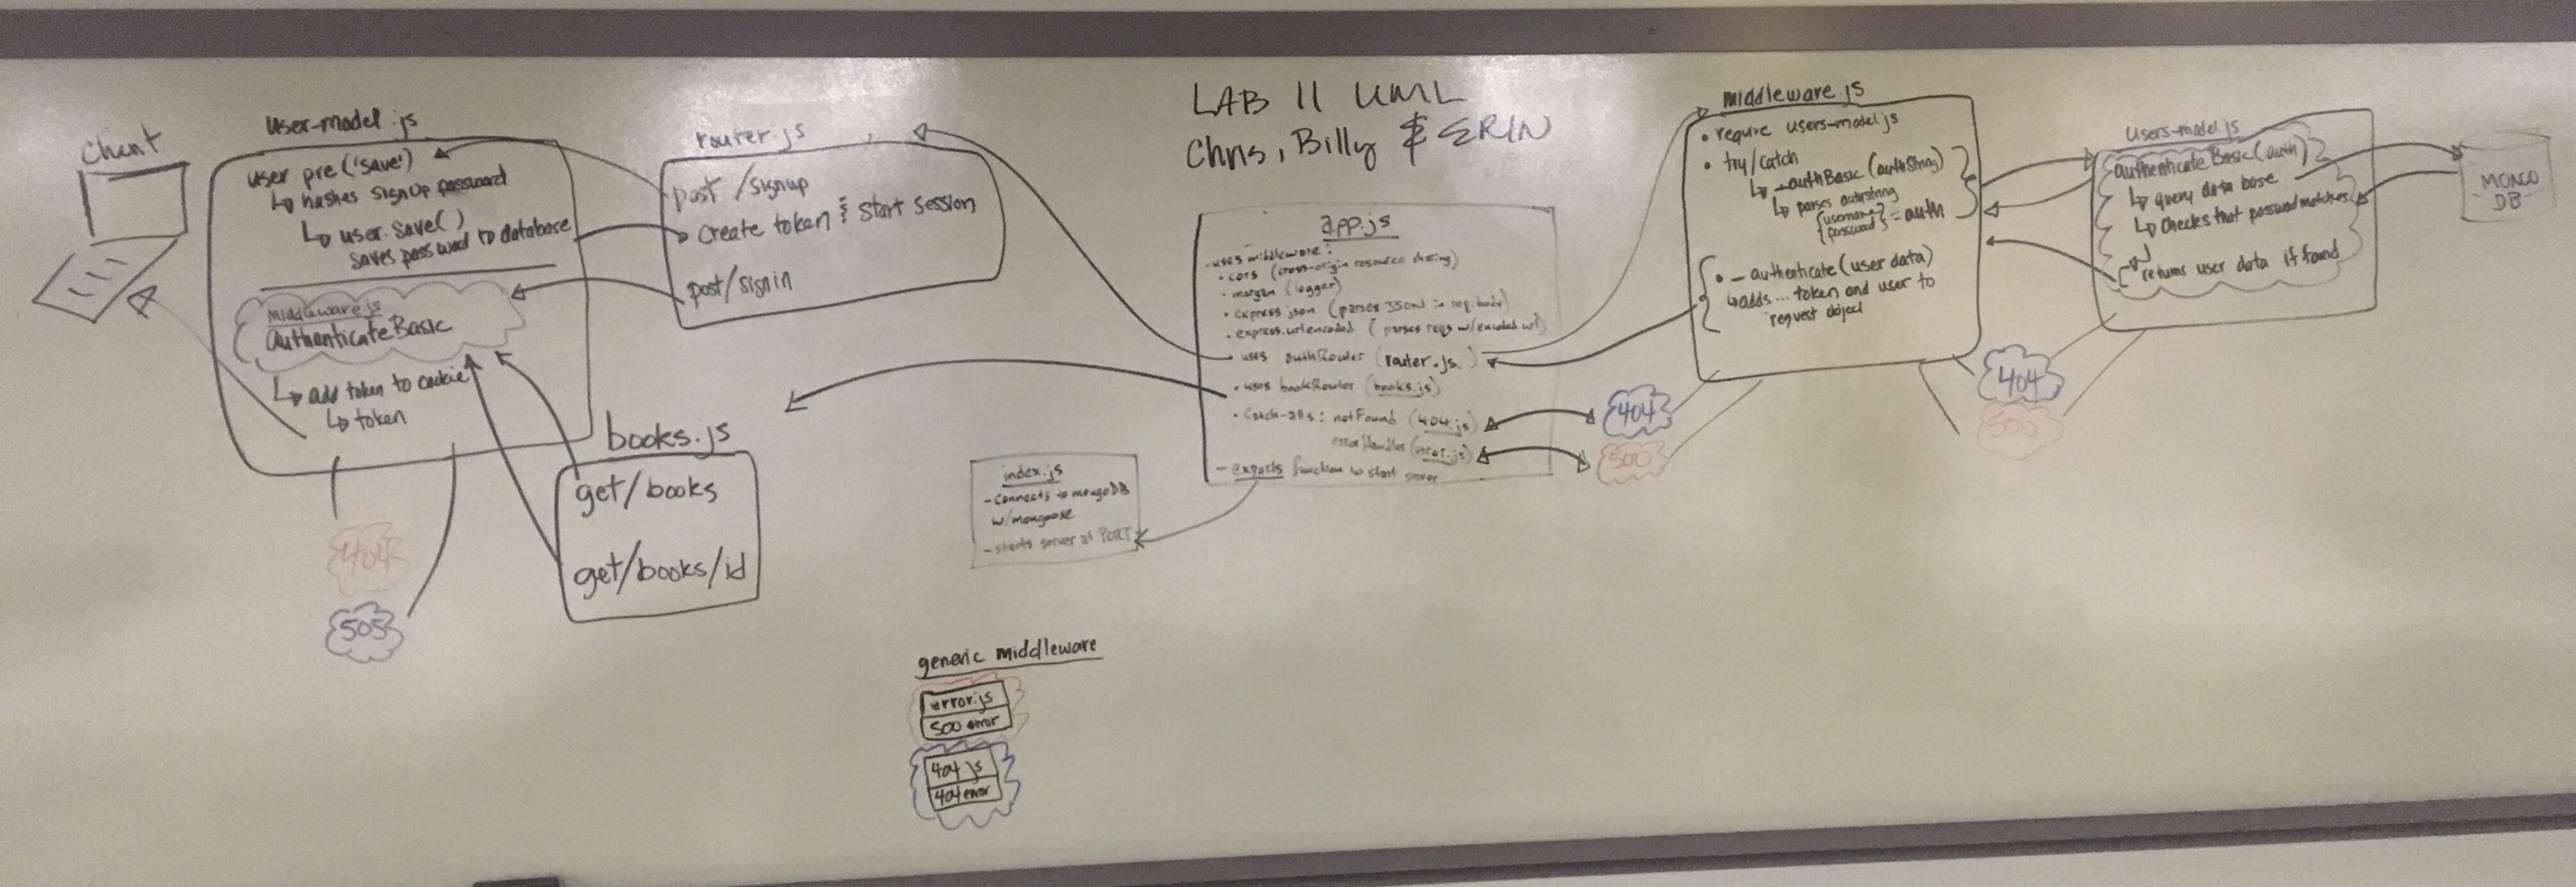 LAB 11 UML
Chris, Billy & ERIN
Client
user-model.js
user pre('save')
↳ hashes signUp password
↳ user.save()
saves password to database
middleware.js
authenticateBasic
↳ add token to cookie
↳ token
404
505
router.js
post /signup
create token & start session
post/signin
books.js
get/books
get/books/id
app.js
- uses middleware:
• cors (cross-origin resource sharing)
• morgan (logger)
• express.json (parses JSON in req.body)
• express.urlencoded (parses reqs w/encoded url)
• uses authRouter (router.js)
• uses bookRouter (books.js)
• Catch-alls: notFound (404.js)
errorHandler (error.js)
- exports function to start server
404
500
index.js
- Connects to mongoDB
w/mongoose
- starts server at PORT
generic middleware
error.js
500 error
404.js
404 error
middleware.js
• require users-model.js
• try/catch
↳ _authBasic (authString)
↳ parses authstring
{username
password} = auth
• _authenticate (user data)
↳ adds ... token and user to
request object
404
500
users-model.js
authenticateBasic(auth)
↳ query data base
↳ Checks that password matches
↳ returns user data if found
MONGO
DB